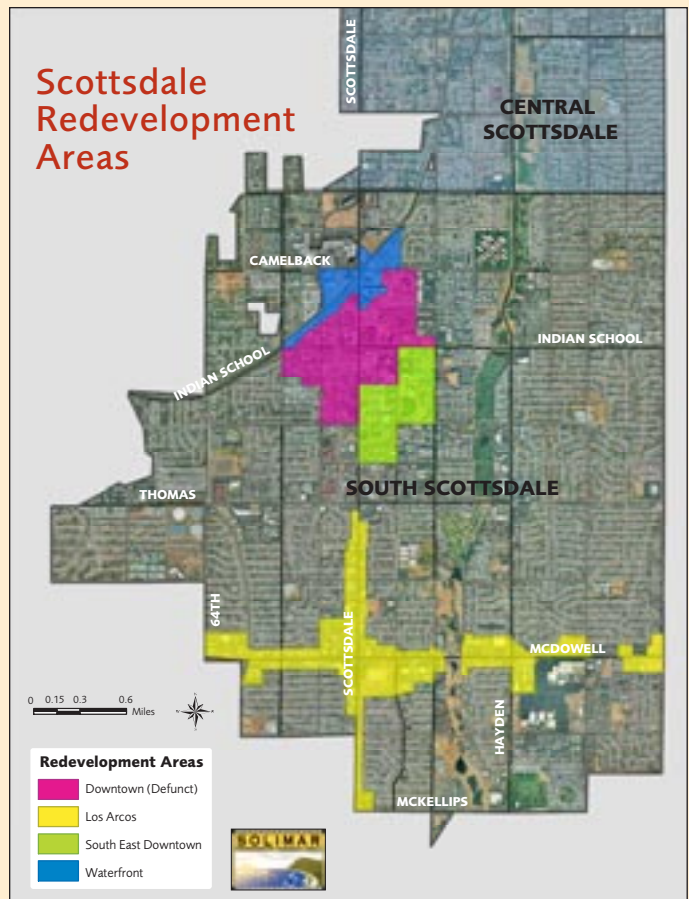 Scottsdale
Redevelopment
Areas
SCOTTSDALE
CENTRAL
SCOTTSDALE
CAMELBACK
INDIAN SCHOOL
INDIAN SCHOOL
THOMAS
SOUTH SCOTTSDALE
64TH
SCOTTSDALE
MCDOWELL
HAYDEN
MCKELLIPS
0 0.15 0.3 0.6
Miles
Redevelopment Areas
Downtown (Defunct)
Los Arcos
South East Downtown
Waterfront
SOLIMAR